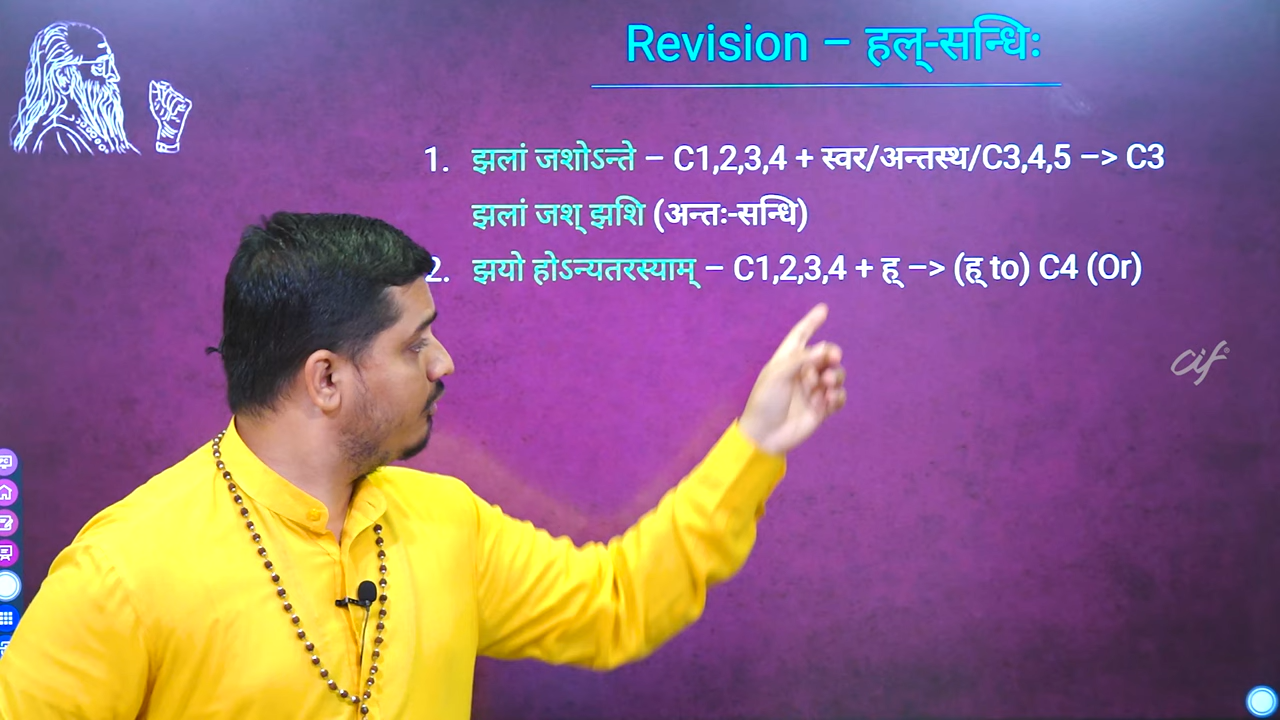 Revision – हल्-सन्धिः
1. झलां जशोऽन्ते – C1,2,3,4 + स्वर/अन्तस्थ/C3,4,5 –> C3
झलां जश् झशि (अन्तः-सन्धि)
2. झयो होऽन्यतरस्याम् – C1,2,3,4 + ह् –> (ह् to) C4 (Or)
cif